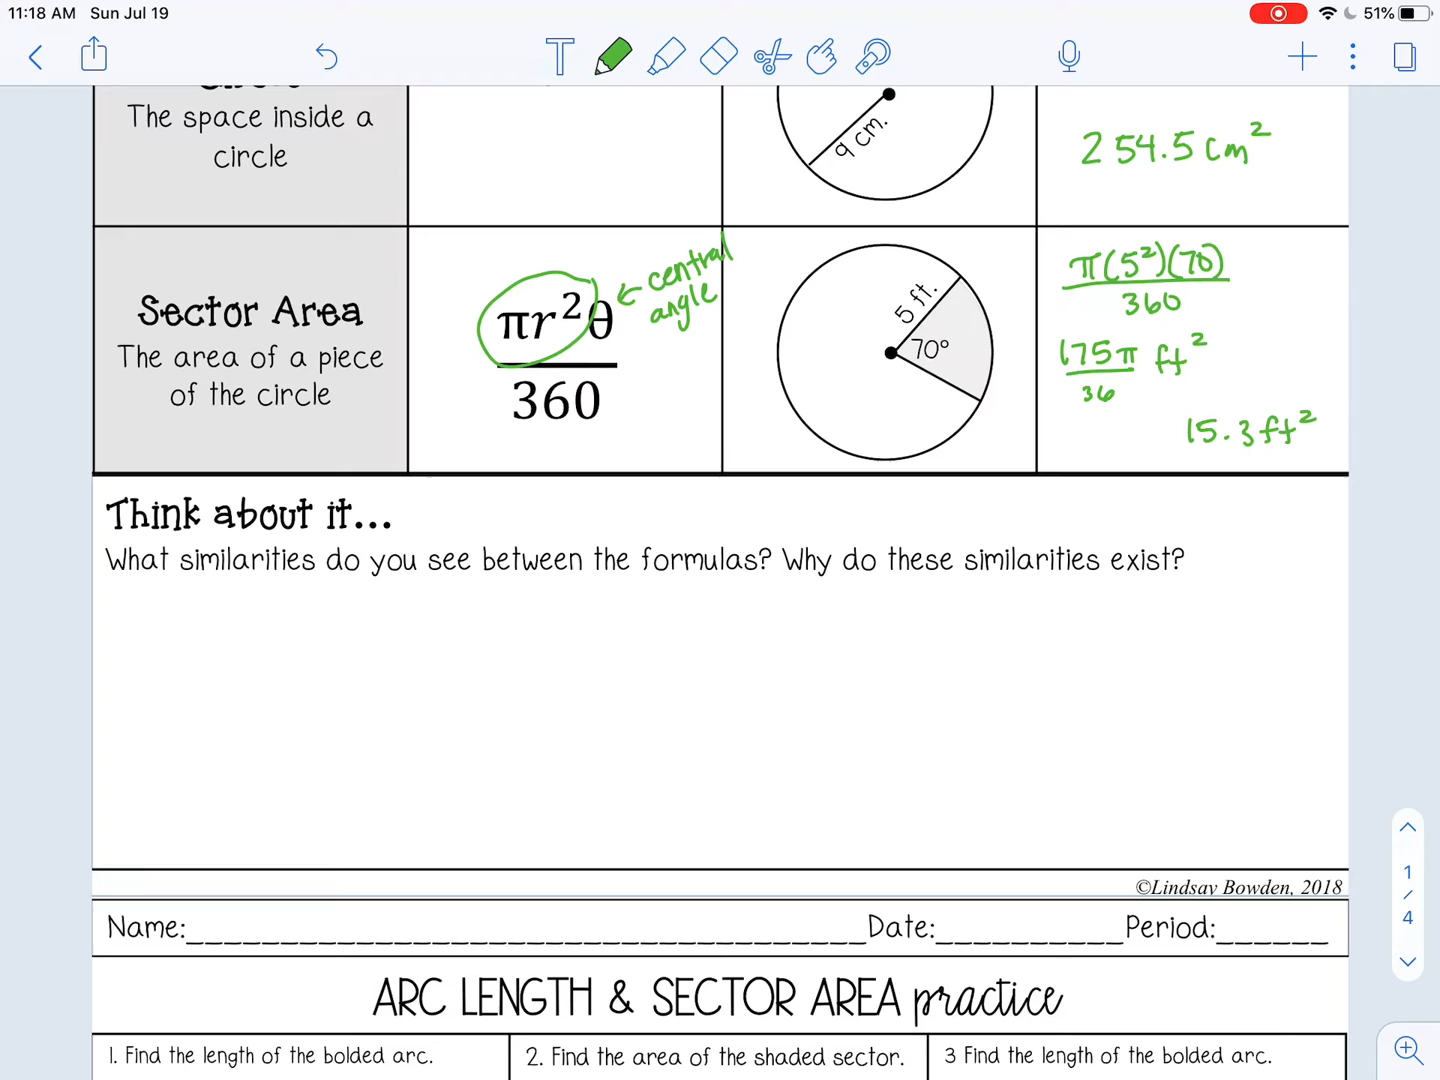 11:18 AM Sun Jul 19
51%
The space inside a
circle
9 cm.
254.5 cm²
Sector Area
The area of a piece
of the circle
πr²θ
360
← central
angle
5 ft.
70°
π(5²)(70)
360
175π ft²
36
15.3 ft²
Think about it...
What similarities do you see between the formulas? Why do these similarities exist?
©Lindsay Bowden, 2018
Name:____________________________________Date:__________Period:______
ARC LENGTH & SECTOR AREA practice
1. Find the length of the bolded arc.
2. Find the area of the shaded sector.
3 Find the length of the bolded arc.
1
/
4